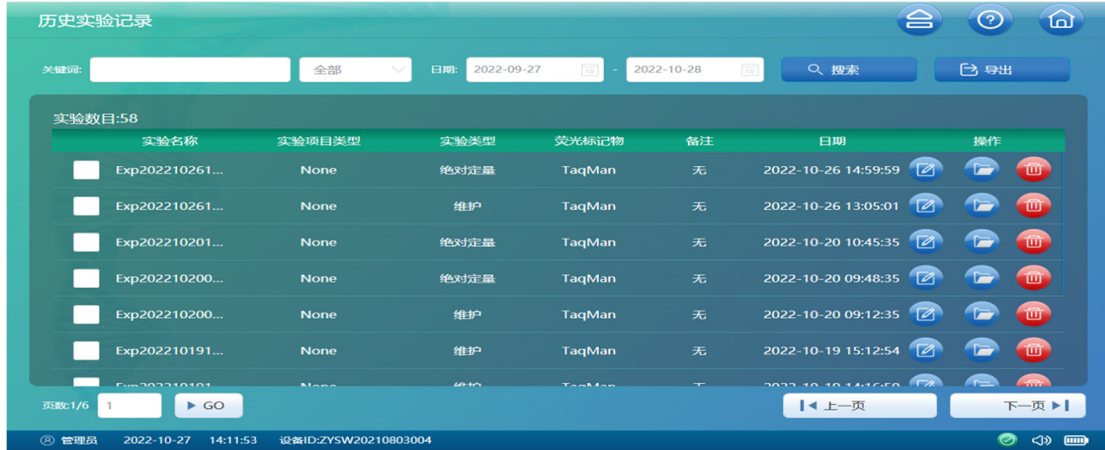 历史实验记录
关键词: 全部 日期: 2022-09-27 - 2022-10-28 搜索 导出
实验数目:58
实验名称 实验项目类型 实验类型 荧光标记物 备注 日期 操作
Exp202210261... None 绝对定量 TaqMan 无 2022-10-26 14:59:59
Exp202210261... None 维护 TaqMan 无 2022-10-26 13:05:01
Exp202210201... None 绝对定量 TaqMan 无 2022-10-20 10:45:35
Exp202210200... None 绝对定量 TaqMan 无 2022-10-20 09:48:35
Exp202210200... None 维护 TaqMan 无 2022-10-20 09:12:35
Exp202210191... None 维护 TaqMan 无 2022-10-19 15:12:54
页数:1/6 1 GO 上一页 下一页
管理员 2022-10-27 14:11:53 设备ID:ZYSW20210803004